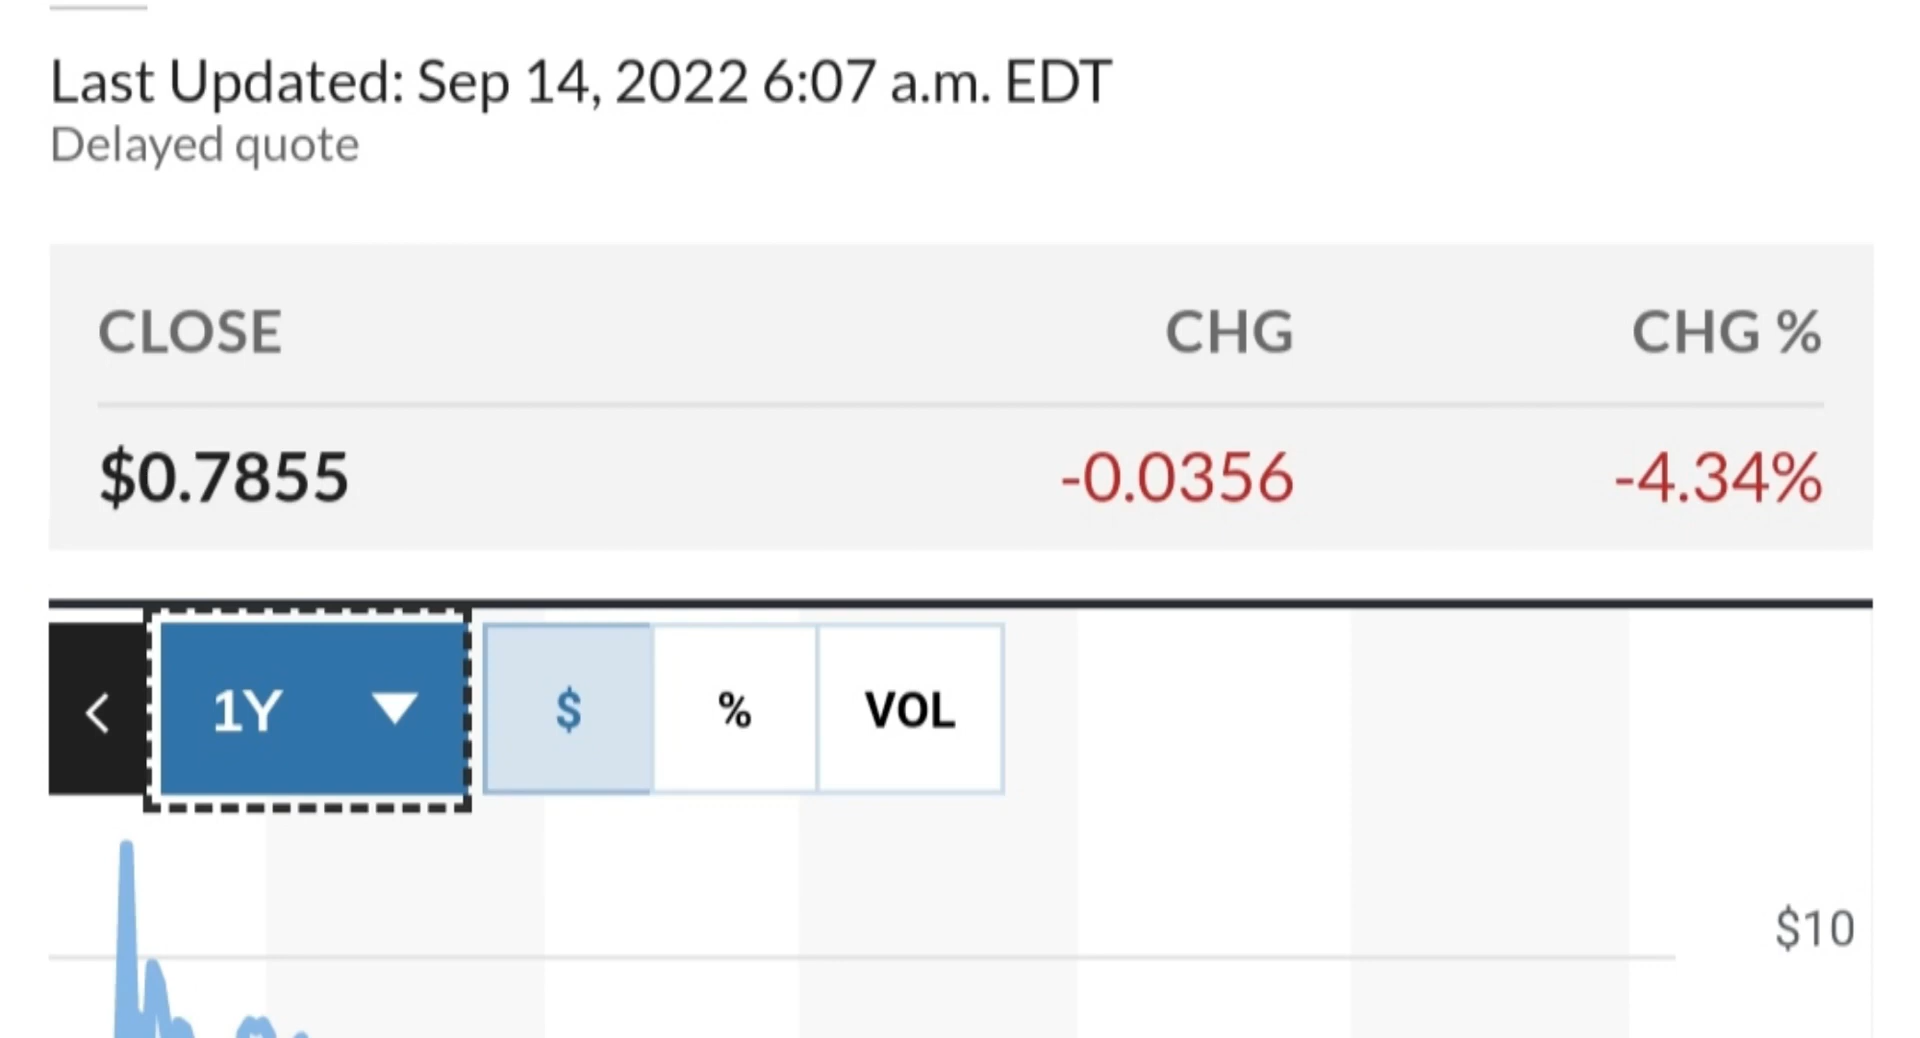 Last Updated: Sep 14, 2022 6:07 a.m. EDT
Delayed quote
CLOSE CHG CHG %
$0.7855 -0.0356 -4.34%
1Y $ % VOL
$10